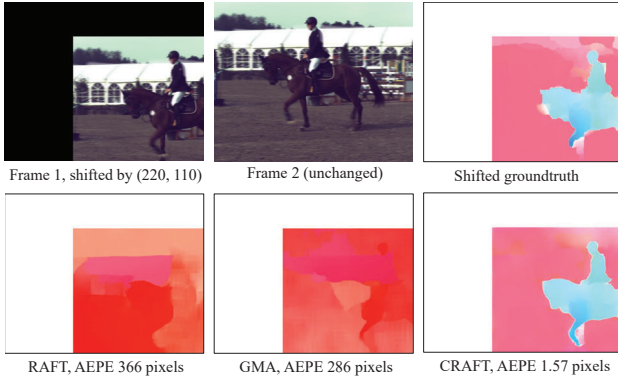 Frame 1, shifted by (220, 110)
Frame 2 (unchanged)
Shifted groundtruth
RAFT, AEPE 366 pixels
GMA, AEPE 286 pixels
CRAFT, AEPE 1.57 pixels